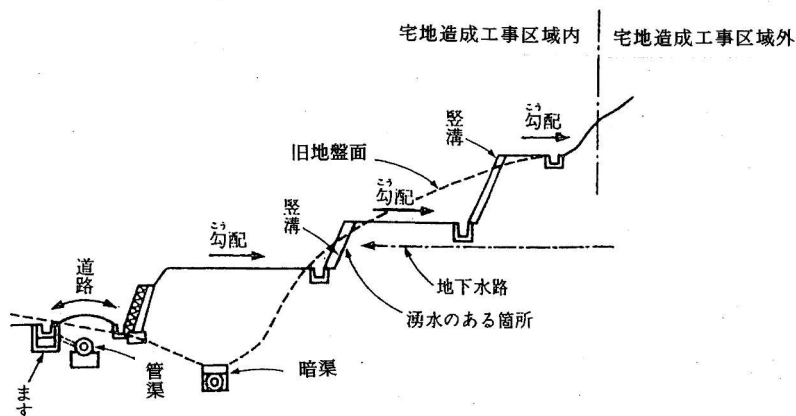 宅地造成工事区域内
宅地造成工事区域外
こう
勾配
竪溝
旧地盤面
こう
勾配
こう
勾配
竪溝
道路
地下水路
湧水のある箇所
管渠
暗渠
ます